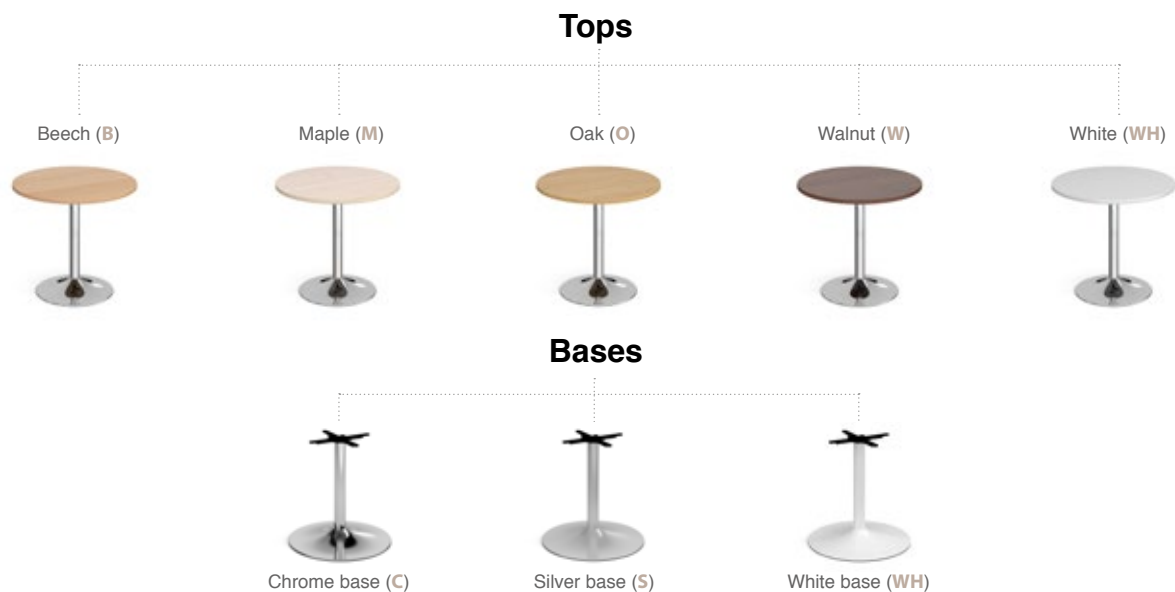 Tops
Beech (B)
Maple (M)
Oak (O)
Walnut (W)
White (WH)
Bases
Chrome base (C)
Silver base (S)
White base (WH)